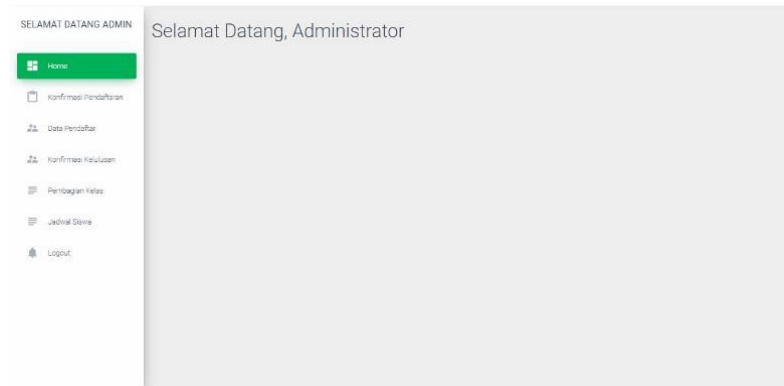 SELAMAT DATANG ADMIN
Selamat Datang, Administrator
Home
Konfirmasi Pendaftaran
Data Pendaftar
Konfirmasi Kelulusan
Pembagian Kelas
Jadwal Siswa
Logout